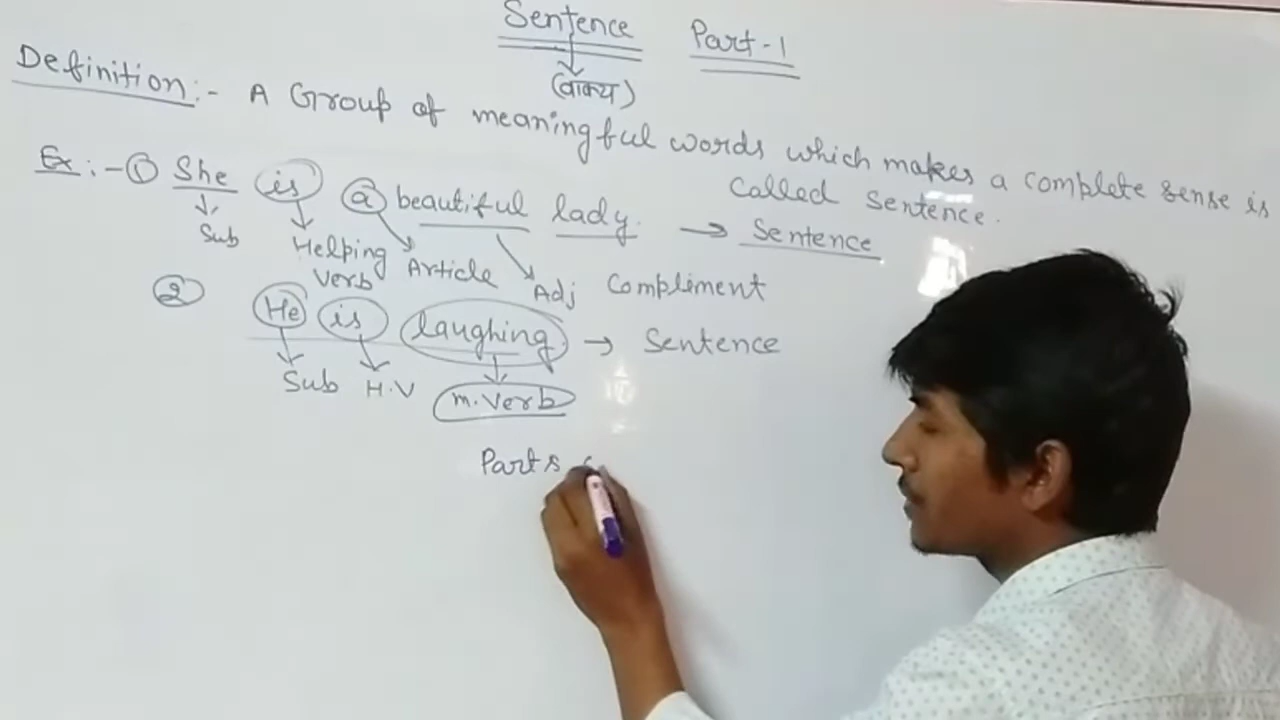 Sentence Part-1
(वाक्य)
Definition:- A Group of meaningful words which makes a complete sense is
called Sentence.
Ex:-① She is a beautiful lady. → Sentence
Sub Helping Verb Article Adj Compliment
② He is laughing → Sentence
Sub H.V m.verb
Parts